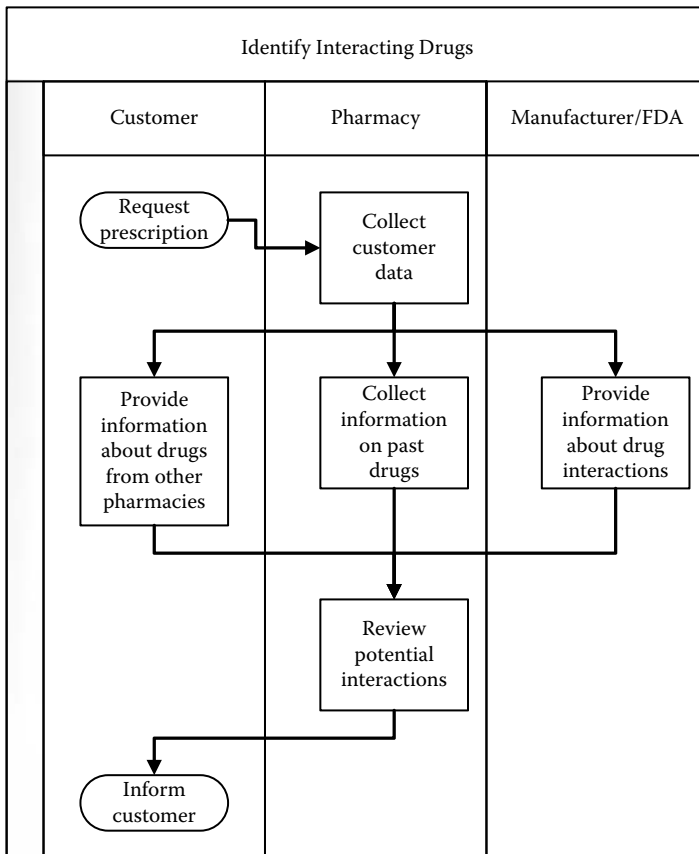 Identify Interacting Drugs
Customer
Pharmacy
Manufacturer/FDA
Request
prescription
Collect
customer
data
Provide
information
about drugs
from other
pharmacies
Collect
information
on past
drugs
Provide
information
about drug
interactions
Review
potential
interactions
Inform
customer